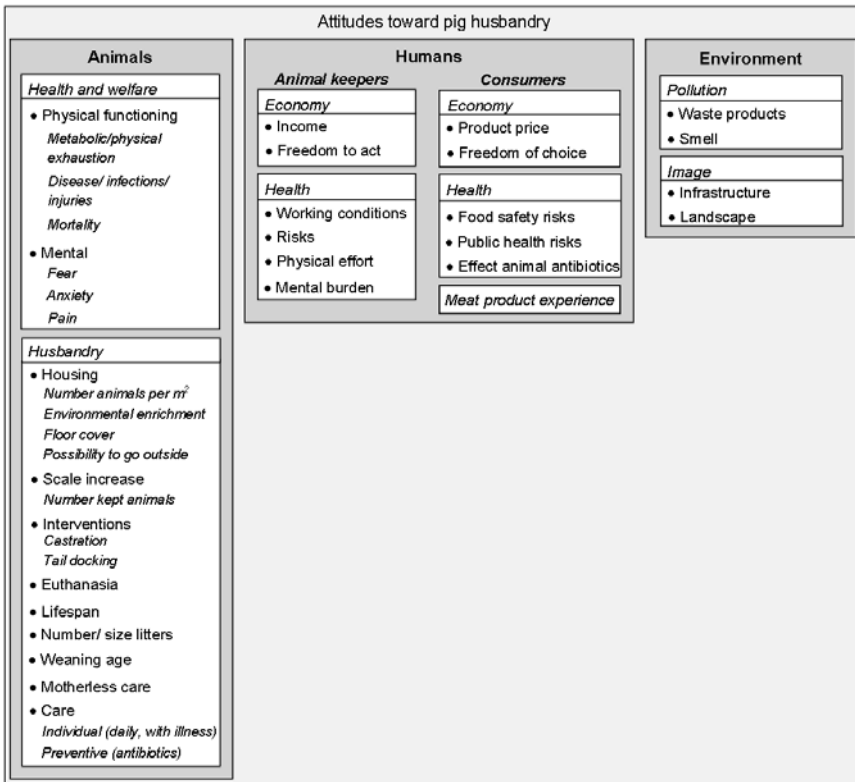 Attitudes toward pig husbandry
Animals
Health and welfare
• Physical functioning
Metabolic/physical
exhaustion
Disease/ infections/
injuries
Mortality
• Mental
Fear
Anxiety
Pain
Husbandry
• Housing
Number animals per m²
Environmental enrichment
Floor cover
Possibility to go outside
• Scale increase
Number kept animals
• Interventions
Castration
Tail docking
• Euthanasia
• Lifespan
• Number/ size litters
• Weaning age
• Motherless care
• Care
Individual (daily, with illness)
Preventive (antibiotics)
Humans
Animal keepers
Economy
• Income
• Freedom to act
Health
• Working conditions
• Risks
• Physical effort
• Mental burden
Consumers
Economy
• Product price
• Freedom of choice
Health
• Food safety risks
• Public health risks
• Effect animal antibiotics
Meat product experience
Environment
Pollution
• Waste products
• Smell
Image
• Infrastructure
• Landscape